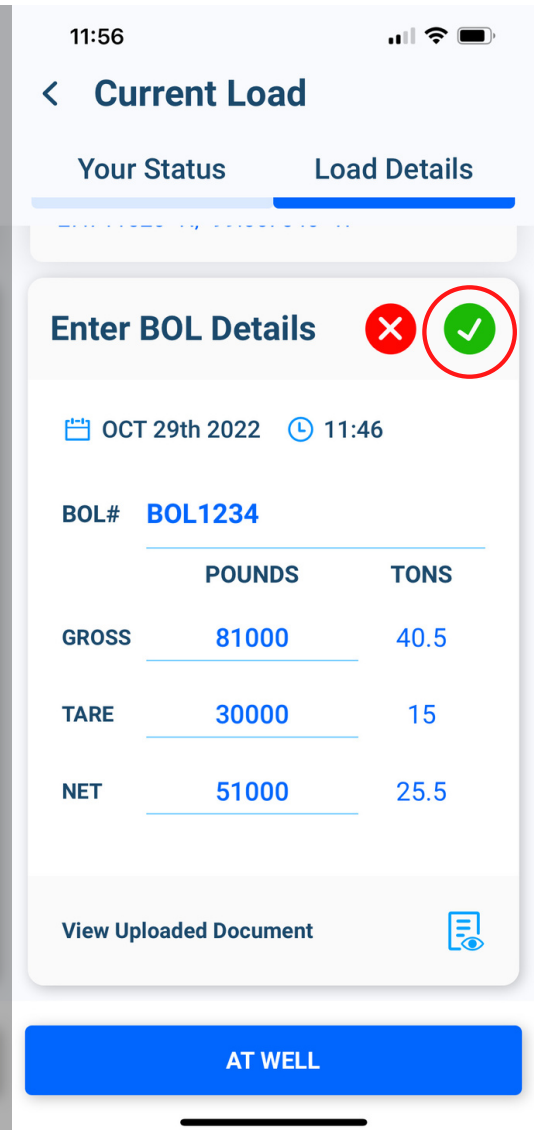 11:56
Current Load
Your Status Load Details
Enter BOL Details
OCT 29th 2022 11:46
BOL# BOL1234
POUNDS TONS
GROSS 81000 40.5
TARE 30000 15
NET 51000 25.5
View Uploaded Document
AT WELL